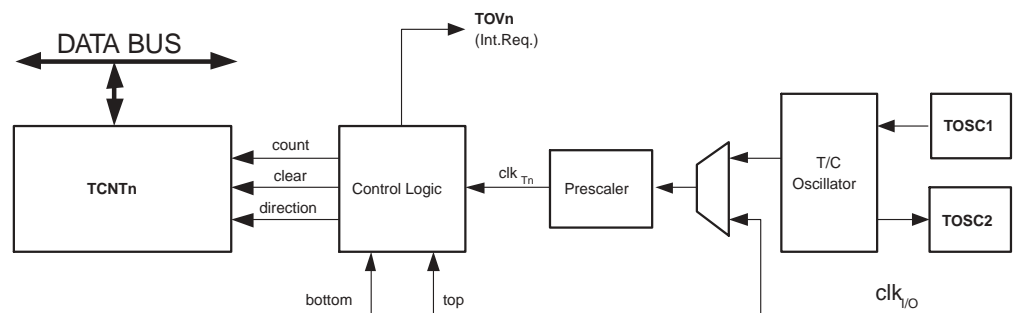 TOVn
(Int.Req.)
DATA BUS
TOSC1
count
T/C
Oscillator
TCNTn
clear
Control Logic
clk Tn
Prescaler
direction
TOSC2
bottom
top
clk I/O